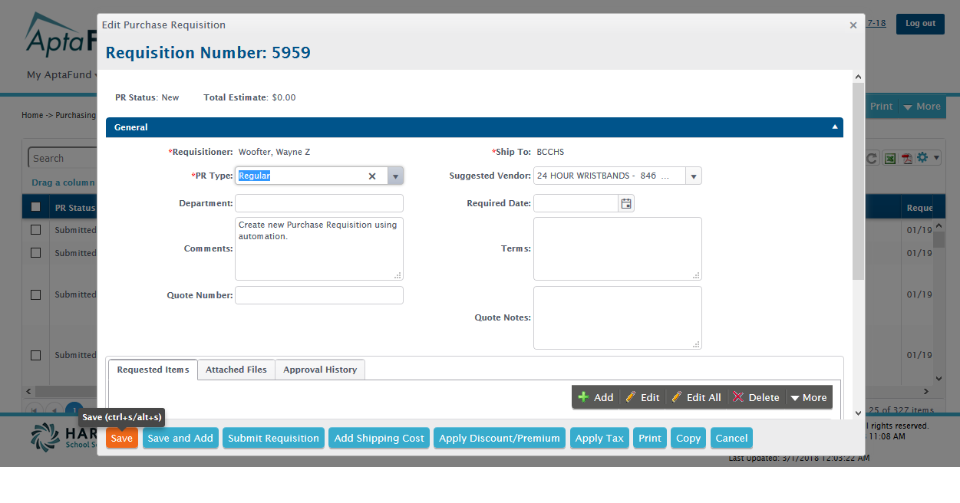 Edit Purchase Requisition
×
7-18
Log out
AptaF
Requisition Number: 5959
My AptaFund
PR Status: New
Total Estimate: $0.00
Home -> Purchasing
Print
More
General
Search
*Requisitioner: Woofter, Wayne Z
*Ship To: BCCHS
*PR Type: Regular
Suggested Vendor: 24 HOUR WRISTBANDS - 846 ...
Drag a column
Department:
Required Date:
PR Status
Reque
Comments: Create new Purchase Requisition using
automation.
Terms:
Submitted
01/19
Submitted
Quote Number:
Submitted
01/19
Quote Notes:
Submitted
01/19
Requested Items
Attached Files
Approval History
Add
Edit
Edit All
Delete
More
1
25 of 327 items
Save (ctrl+s/alt+s)
HAR
School S
l rights reserved.
11:08 AM
Save
Save and Add
Submit Requisition
Add Shipping Cost
Apply Discount/Premium
Apply Tax
Print
Copy
Cancel
Last Updated: 3/1/2018 12:03:22 AM